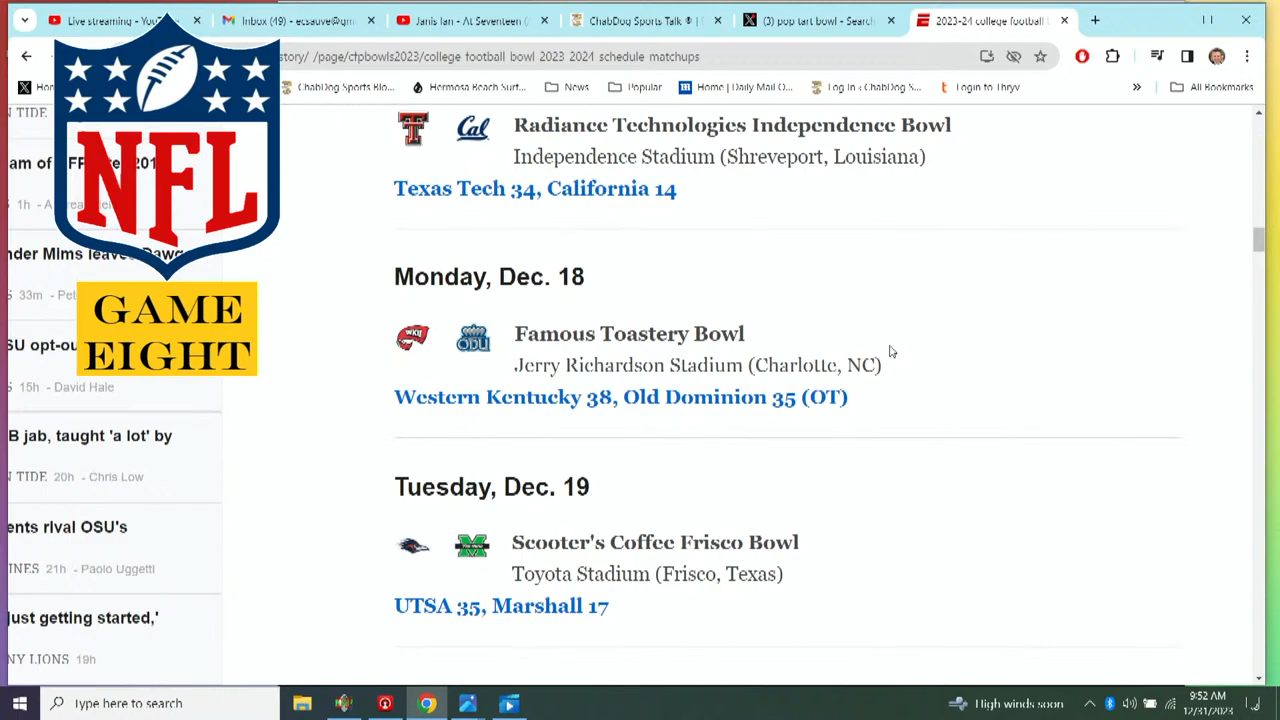 Live streaming - YouT
Inbox (49) - ecsauve@gm
Janis Ian - At Seventeen (
ChabDog Sports Talk ® |
(3) pop tart bowl - Search
2023-24 college football
story/_/page/cfpbowls2023/college football bowl 2023 2024 schedule matchups
Hom
ChabDog Sports Blo...
Hermosa Beach Surf...
News
Popular
Home | Daily Mail O...
Log In ‹ ChabDog S...
Login to Thryv
All Bookmarks
NFL
GAME
EIGHT
N TIDE
am of
201
1h
nder Mims leaves Dawg
33m
SU opt-ou
15h - David Hale
B jab, taught 'a lot' by
N TIDE 20h - Chris Low
ents rival OSU's
INES 21h - Paolo Uggetti
just getting started,'
NY LIONS 19h
Cal
Radiance Technologies Independence Bowl
Independence Stadium (Shreveport, Louisiana)
Texas Tech 34, California 14
Monday, Dec. 18
WKU
ODU
Famous Toastery Bowl
Jerry Richardson Stadium (Charlotte, NC)
Western Kentucky 38, Old Dominion 35 (OT)
Tuesday, Dec. 19
Scooter's Coffee Frisco Bowl
Toyota Stadium (Frisco, Texas)
UTSA 35, Marshall 17
Type here to search
High winds soon
9:52 AM
12/31/2023